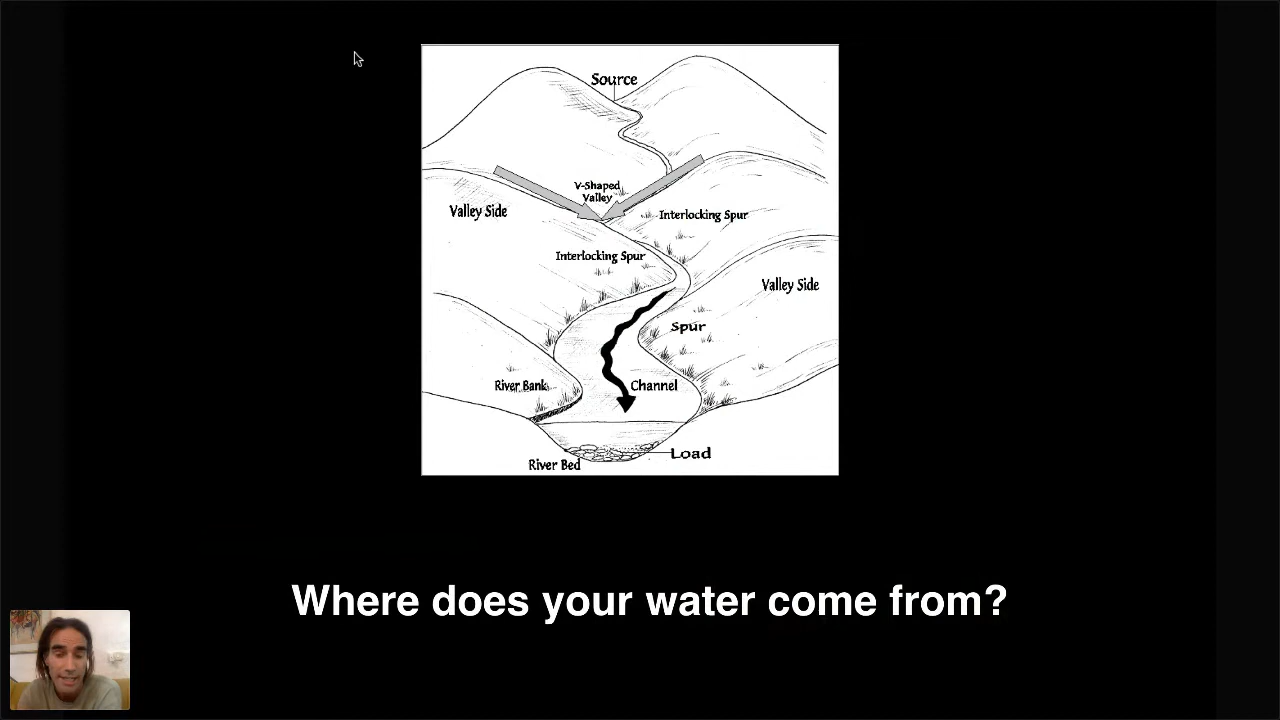 Source
V-Shaped
Valley
Valley Side
Interlocking Spur
Interlocking Spur
Valley Side
Spur
River Bank
Channel
Load
River Bed
Where does your water come from?